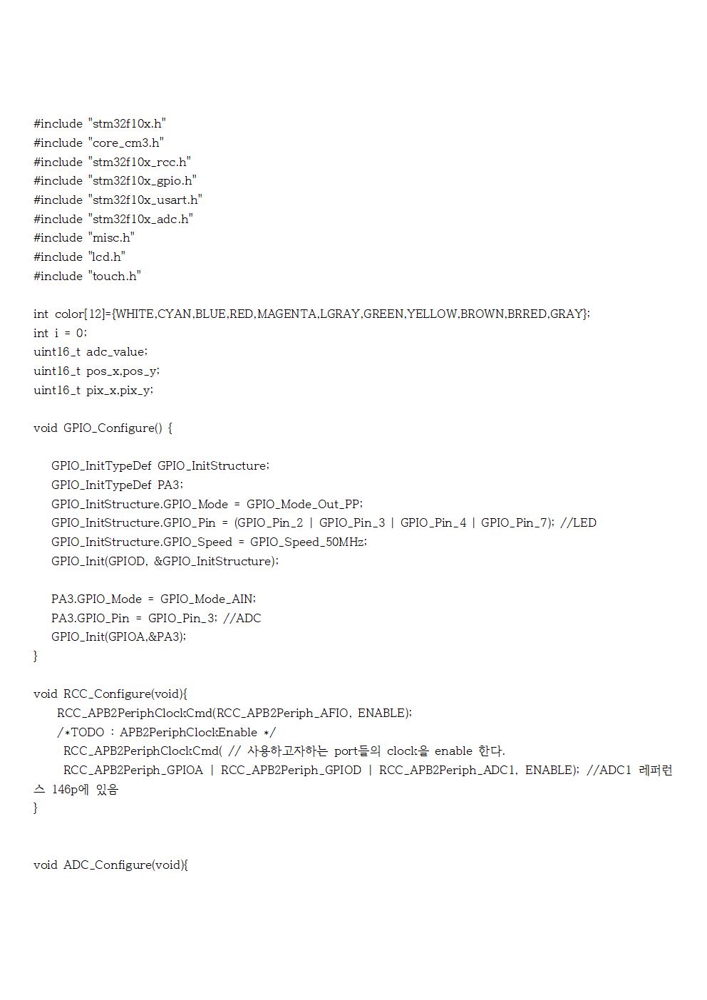 #include "stm32f10x.h"
#include "core_cm3.h"
#include "stm32f10x_rcc.h"
#include "stm32f10x_gpio.h"
#include "stm32f10x_usart.h"
#include "stm32f10x_adc.h"
#include "misc.h"
#include "lcd.h"
#include "touch.h"

int color[12]={WHITE,CYAN,BLUE,RED,MAGENTA,LGRAY,GREEN,YELLOW,BROWN,BRRED,GRAY};
int i = 0;
uint16_t adc_value;
uint16_t pos_x,pos_y;
uint16_t pix_x,pix_y;

void GPIO_Configure() {

   GPIO_InitTypeDef GPIO_InitStructure;
   GPIO_InitTypeDef PA3;
   GPIO_InitStructure.GPIO_Mode = GPIO_Mode_Out_PP;
   GPIO_InitStructure.GPIO_Pin = (GPIO_Pin_2 | GPIO_Pin_3 | GPIO_Pin_4 | GPIO_Pin_7); //LED
   GPIO_InitStructure.GPIO_Speed = GPIO_Speed_50MHz;
   GPIO_Init(GPIOD, &GPIO_InitStructure);

   PA3.GPIO_Mode = GPIO_Mode_AIN;
   PA3.GPIO_Pin = GPIO_Pin_3; //ADC
   GPIO_Init(GPIOA,&PA3);
}

void RCC_Configure(void){
    RCC_APB2PeriphClockCmd(RCC_APB2Periph_AFIO, ENABLE);
    /*TODO : APB2PeriphClockEnable */
     RCC_APB2PeriphClockCmd( // 사용하고자하는 port들의 clock을 enable 한다.
     RCC_APB2Periph_GPIOA | RCC_APB2Periph_GPIOD | RCC_APB2Periph_ADC1, ENABLE); //ADC1 레퍼런
스 146p에 있음
}

void ADC_Configure(void){